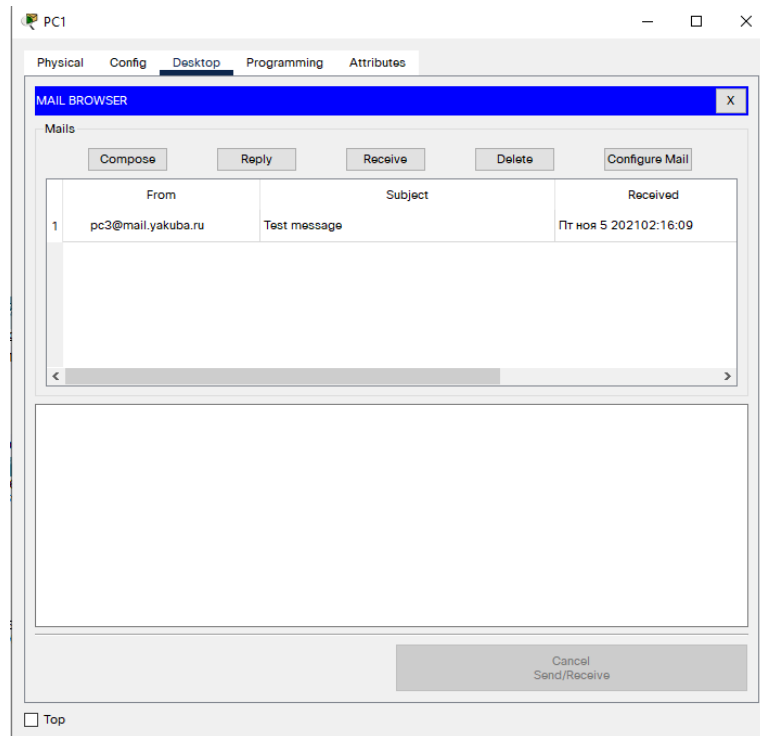 PC1
Physical Config Desktop Programming Attributes
MAIL BROWSER X
Mails
Compose Reply Receive Delete Configure Mail
From Subject Received
1 pc3@mail.yakuba.ru Test message Пт ноя 5 202102:16:09
Cancel
Send/Receive
Top